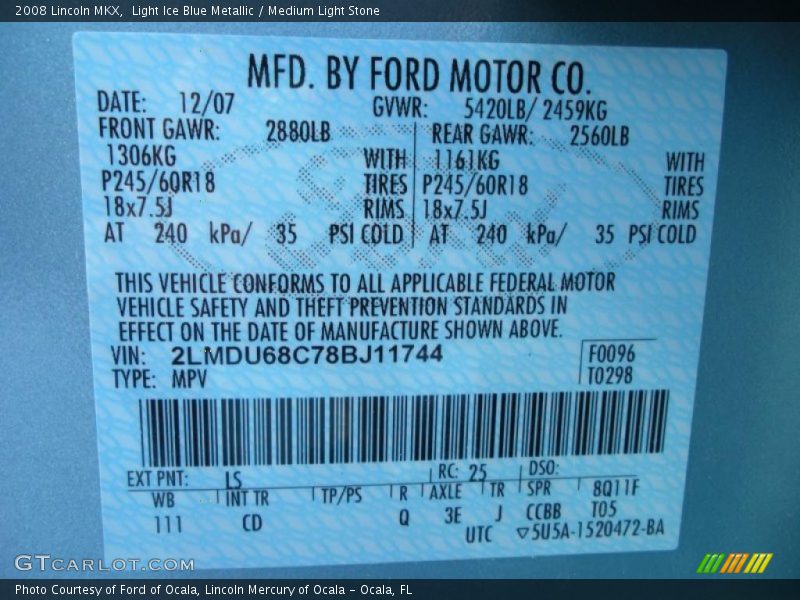 2008 Lincoln MKX, Light Ice Blue Metallic / Medium Light Stone
MFD. BY FORD MOTOR CO.
DATE: 12/07 GVWR: 5420LB/ 2459KG
FRONT GAWR: 2880LB REAR GAWR: 2560LB
1306KG WITH 1161KG WITH
P245/60R18 TIRES P245/60R18 TIRES
18x7.5J RIMS 18x7.5J RIMS
AT 240 kPa/ 35 PSI COLD AT 240 kPa/ 35 PSI COLD
THIS VEHICLE CONFORMS TO ALL APPLICABLE FEDERAL MOTOR
VEHICLE SAFETY AND THEFT PREVENTION STANDARDS IN
EFFECT ON THE DATE OF MANUFACTURE SHOWN ABOVE.
VIN: 2LMDU68C78BJ11744 F0096
TYPE: MPV T0298
EXT PNT: LS RC: 25 DSO:
WB INT TR TP/PS R AXLE TR SPR 8Q11F
111 CD Q 3E J CCBB T05
UTC ▽5U5A-1520472-BA
GTCARLOT.COM
Photo Courtesy of Ford of Ocala, Lincoln Mercury of Ocala – Ocala, FL